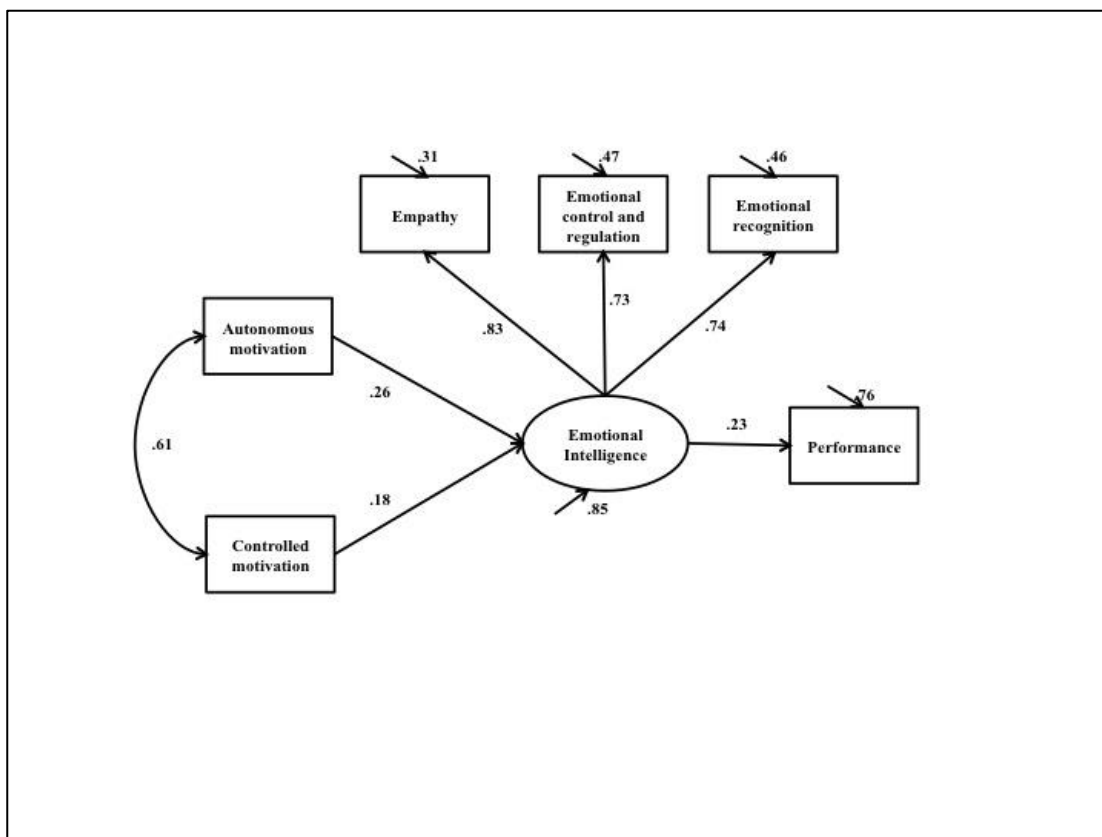 .31
.47
.46
Empathy
Emotional
control and
regulation
Emotional
recognition
.83
.73
.74
Autonomous
motivation
.26
.61
.18
Controlled
motivation
Emotional
Intelligence
.85
.23
.76
Performance